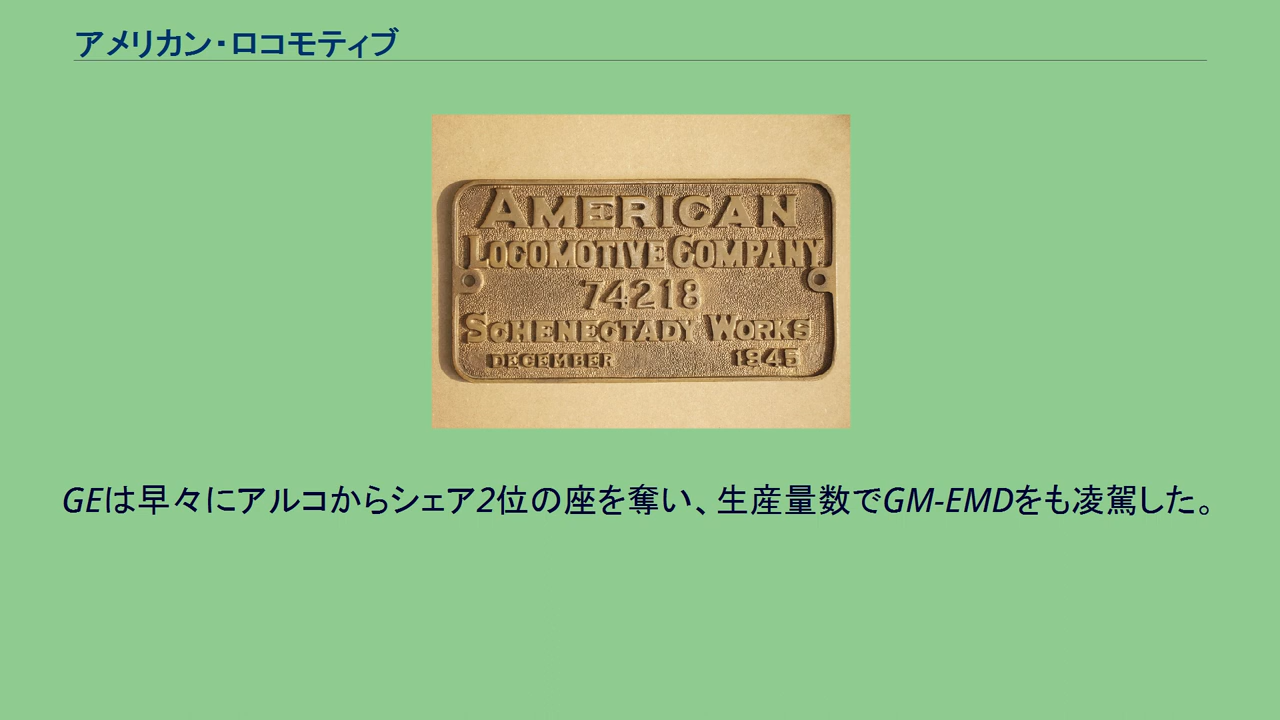 アメリカン・ロコモティブ
AMERICAN
LOCOMOTIVE COMPANY
74218
SCHENECTADY WORKS
DECEMBER 1945
GEは早々にアルコからシェア2位の座を奪い、生産量数でGM-EMDをも凌駕した。